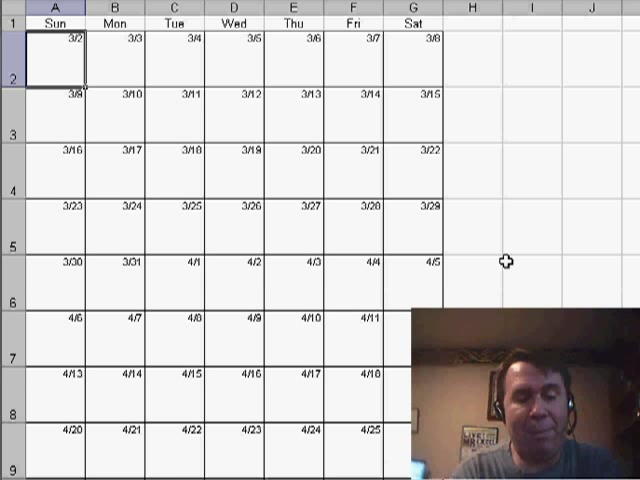 A B C D E F G H I J
1 Sun Mon Tue Wed Thu Fri Sat
3/2 3/3 3/4 3/5 3/6 3/7 3/8
2
3/9 3/10 3/11 3/12 3/13 3/14 3/15
3
3/16 3/17 3/18 3/19 3/20 3/21 3/22
4
3/23 3/24 3/25 3/26 3/27 3/28 3/29
5
3/30 3/31 4/1 4/2 4/3 4/4 4/5
6
4/6 4/7 4/8 4/9 4/10 4/11
7
4/13 4/14 4/15 4/16 4/17 4/18
8
4/20 4/21 4/22 4/23 4/24 4/25
9